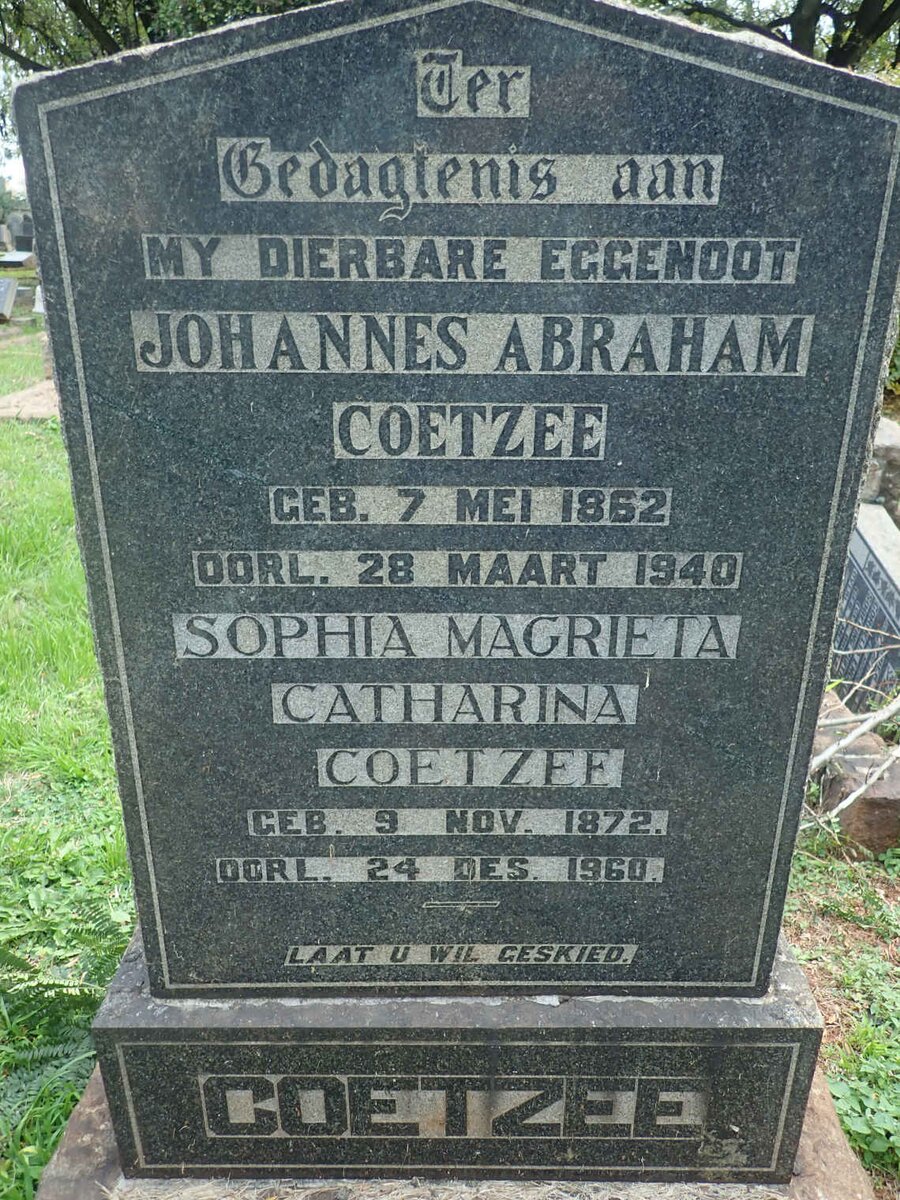 Ter
Gedagtenis aan
MY DIERBARE EGGENOOT
JOHANNES ABRAHAM
COETZEE
GEB. 7 MEI 1862
OORL. 28 MAART 1940
SOPHIA MAGRIETA
CATHARINA
COETZEE
GEB. 9 NOV. 1872.
OORL. 24 DES. 1960.
LAAT U WIL GESKIED.
COETZEE